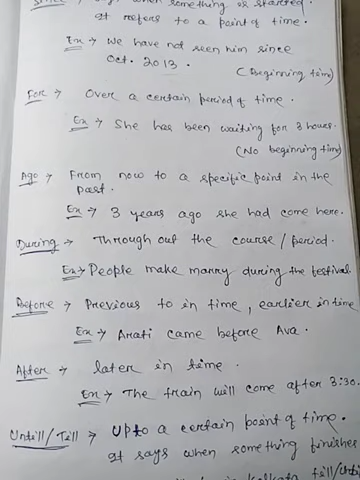 when something is started.
It refers to a point of time.
Ex → We have not seen him since
Oct. 2013.
(Beginning time)
For → Over a certain period of time.
Ex → She has been waiting for 3 hours.
(No beginning time)
Ago → From now to a specific point in the
past.
Ex → 3 years ago she had come here.
During → Through out the course/period.
Ex → People make marry during the festival
Before → Previous to in time, earlier in time
Ex → Arati came before Ava.
After → later in time.
Ex → The train will come after 3:30.
Untill/Till → Upto a certain point of time.
It says when something finishes
till/Unti